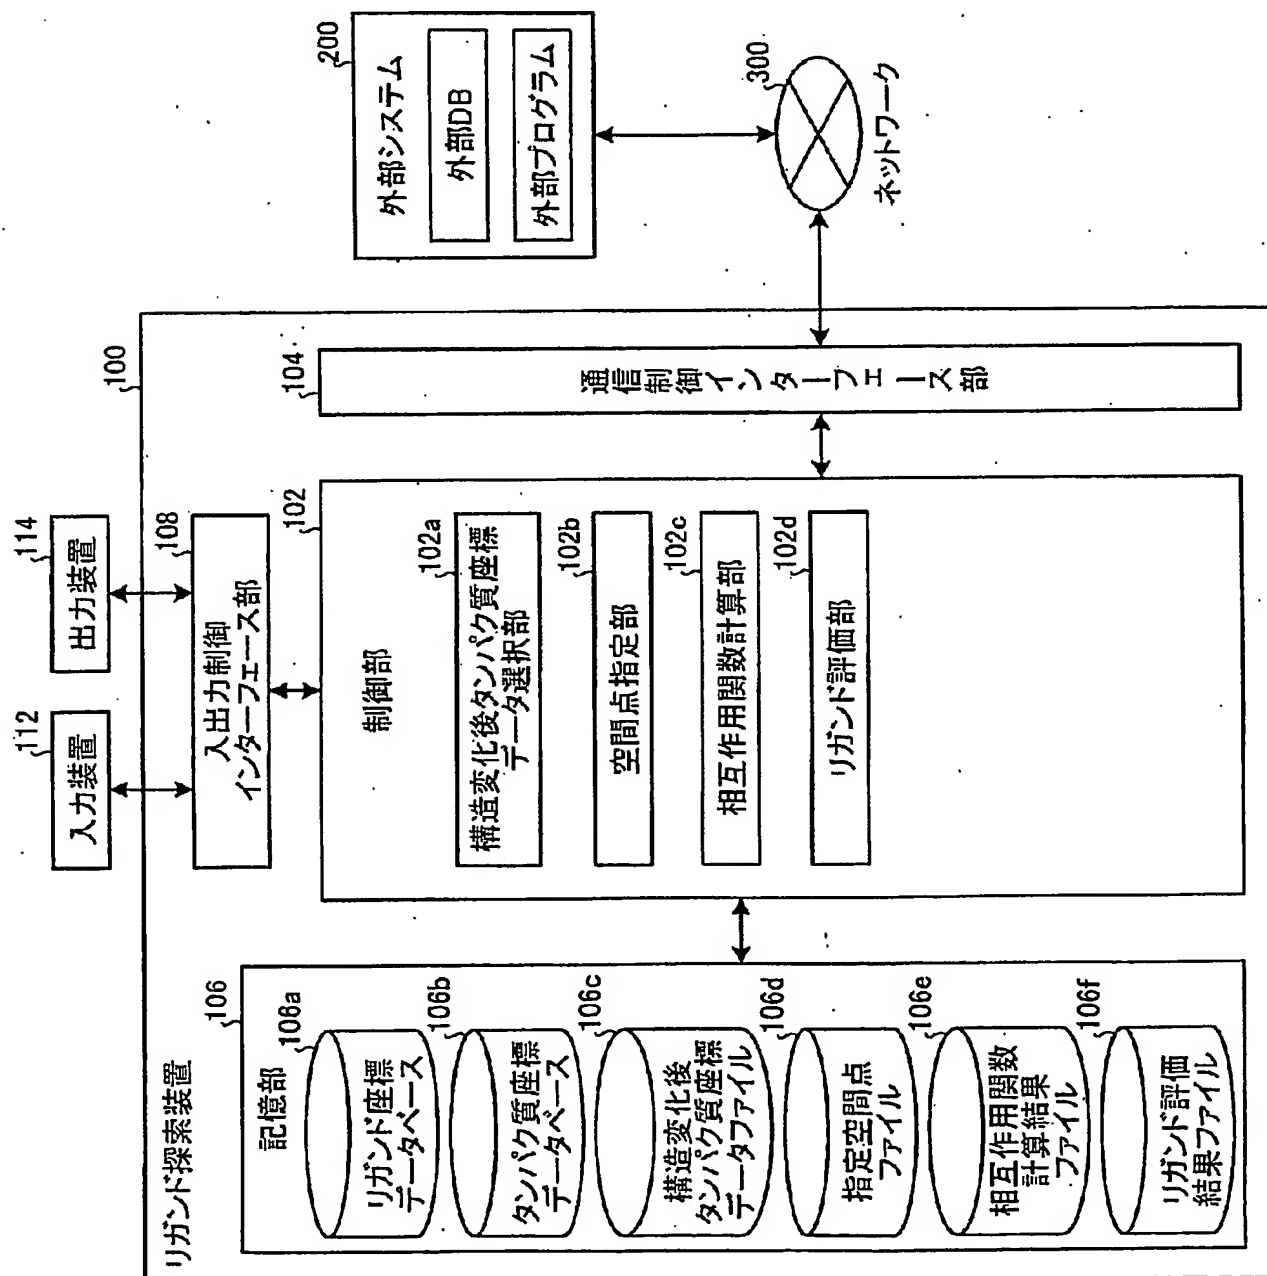 リガンド探索装置
100
112
入力装置
114
出力装置
108
入出力制御
インターフェース部
106
記憶部
106a
リガンド座標
データベース
106b
タンパク質座標
データベース
106c
構造変化後
タンパク質座標
データファイル
106d
指定空間点
ファイル
106e
相互作用関数
計算結果
ファイル
106f
リガンド評価
結果ファイル
102
制御部
102a
構造変化後タンパク質座標
データ選択部
102b
空間点指定部
102c
相互作用関数計算部
102d
リガンド評価部
104
通信制御インターフェース部
200
外部システム
外部DB
外部プログラム
300
ネットワーク